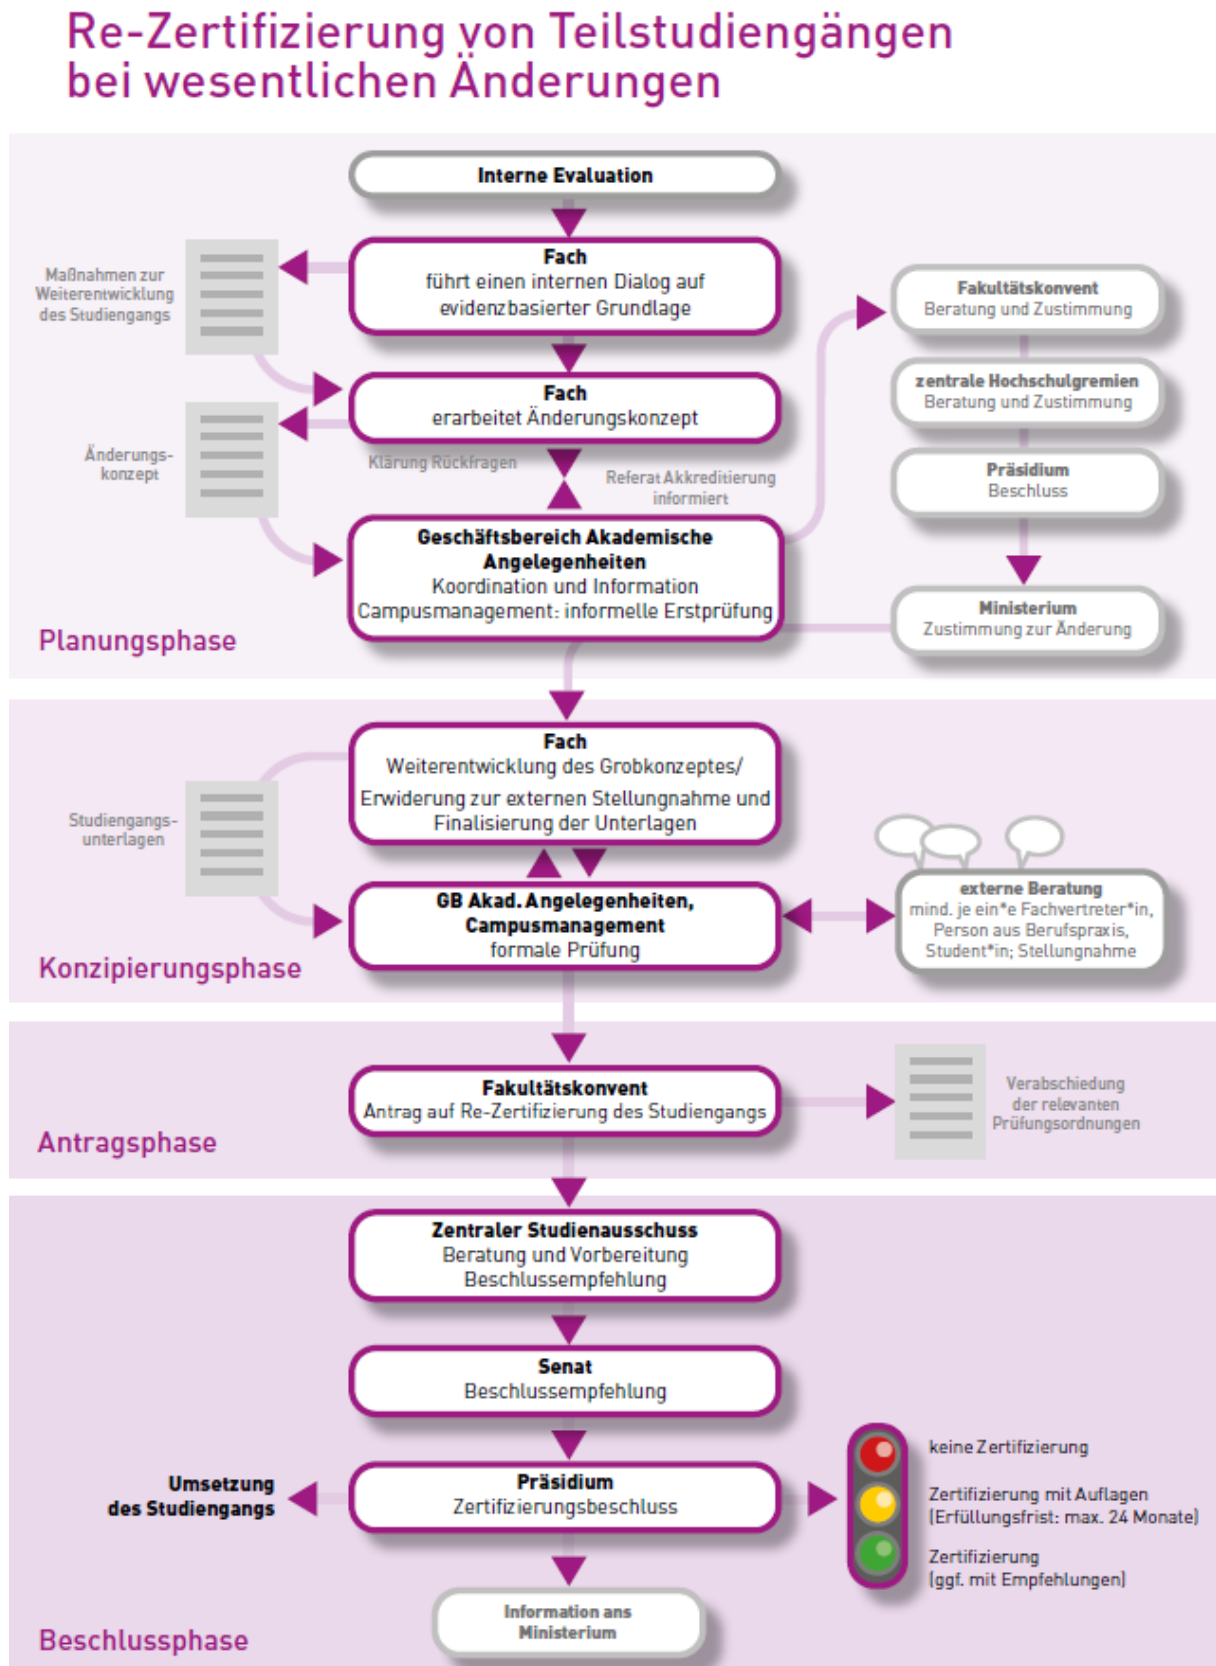 Re-Zertifizierung von Teilstudiengängen
bei wesentlichen Änderungen
Interne Evaluation
Fach
führt einen internen Dialog auf
evidenzbasierter Grundlage
Maßnahmen zur
Weiterentwicklung
des Studiengangs
Fakultätskonvent
Beratung und Zustimmung
Fach
erarbeitet Änderungskonzept
zentrale Hochschulgremien
Beratung und Zustimmung
Änderungs-
konzept
Klärung Rückfragen
Referat Akkreditierung
informiert
Präsidium
Beschluss
Geschäftsbereich Akademische
Angelegenheiten
Koordination und Information
Campusmanagement: informelle Erstprüfung
Ministerium
Zustimmung zur Änderung
Planungsphase
Fach
Weiterentwicklung des Grobkonzeptes/
Erwiderung zur externen Stellungnahme und
Finalisierung der Unterlagen
Studiengangs-
unterlagen
GB Akad. Angelegenheiten,
Campusmanagement
formale Prüfung
externe Beratung
mind. je ein*e Fachvertreter*in,
Person aus Berufspraxis,
Student*in; Stellungnahme
Konzipierungsphase
Fakultätskonvent
Antrag auf Re-Zertifizierung des Studiengangs
Verabschiedung
der relevanten
Prüfungsordnungen
Antragsphase
Zentraler Studienausschuss
Beratung und Vorbereitung
Beschlussempfehlung
Senat
Beschlussempfehlung
Präsidium
Zertifizierungsbeschluss
Umsetzung
des Studiengangs
keine Zertifizierung
Zertifizierung mit Auflagen
(Erfüllungsfrist: max. 24 Monate)
Zertifizierung
(ggf. mit Empfehlungen)
Information ans
Ministerium
Beschlussphase